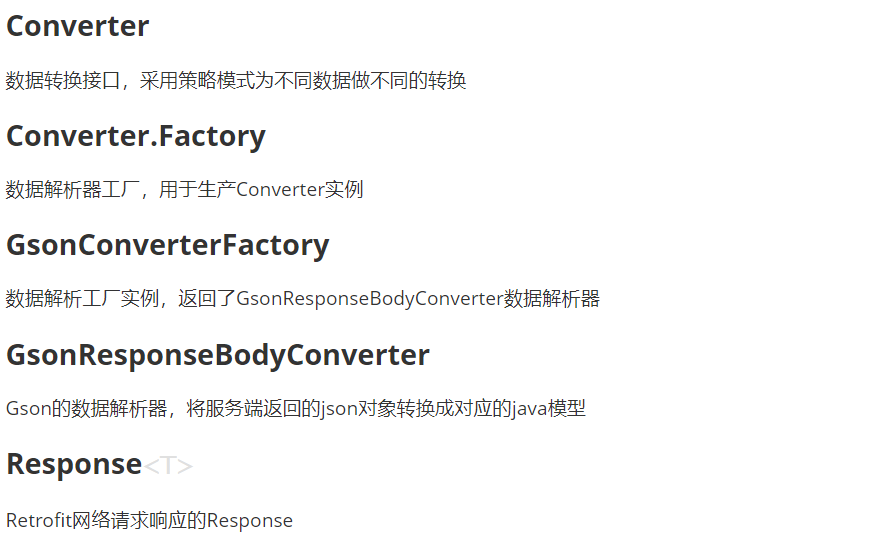 Converter
数据转换接口，采用策略模式为不同数据做不同的转换
Converter.Factory
数据解析器工厂，用于生产Converter实例
GsonConverterFactory
数据解析工厂实例，返回了GsonResponseBodyConverter数据解析器
GsonResponseBodyConverter
Gson的数据解析器，将服务端返回的json对象转换成对应的java模型
Response<T>
Retrofit网络请求响应的Response